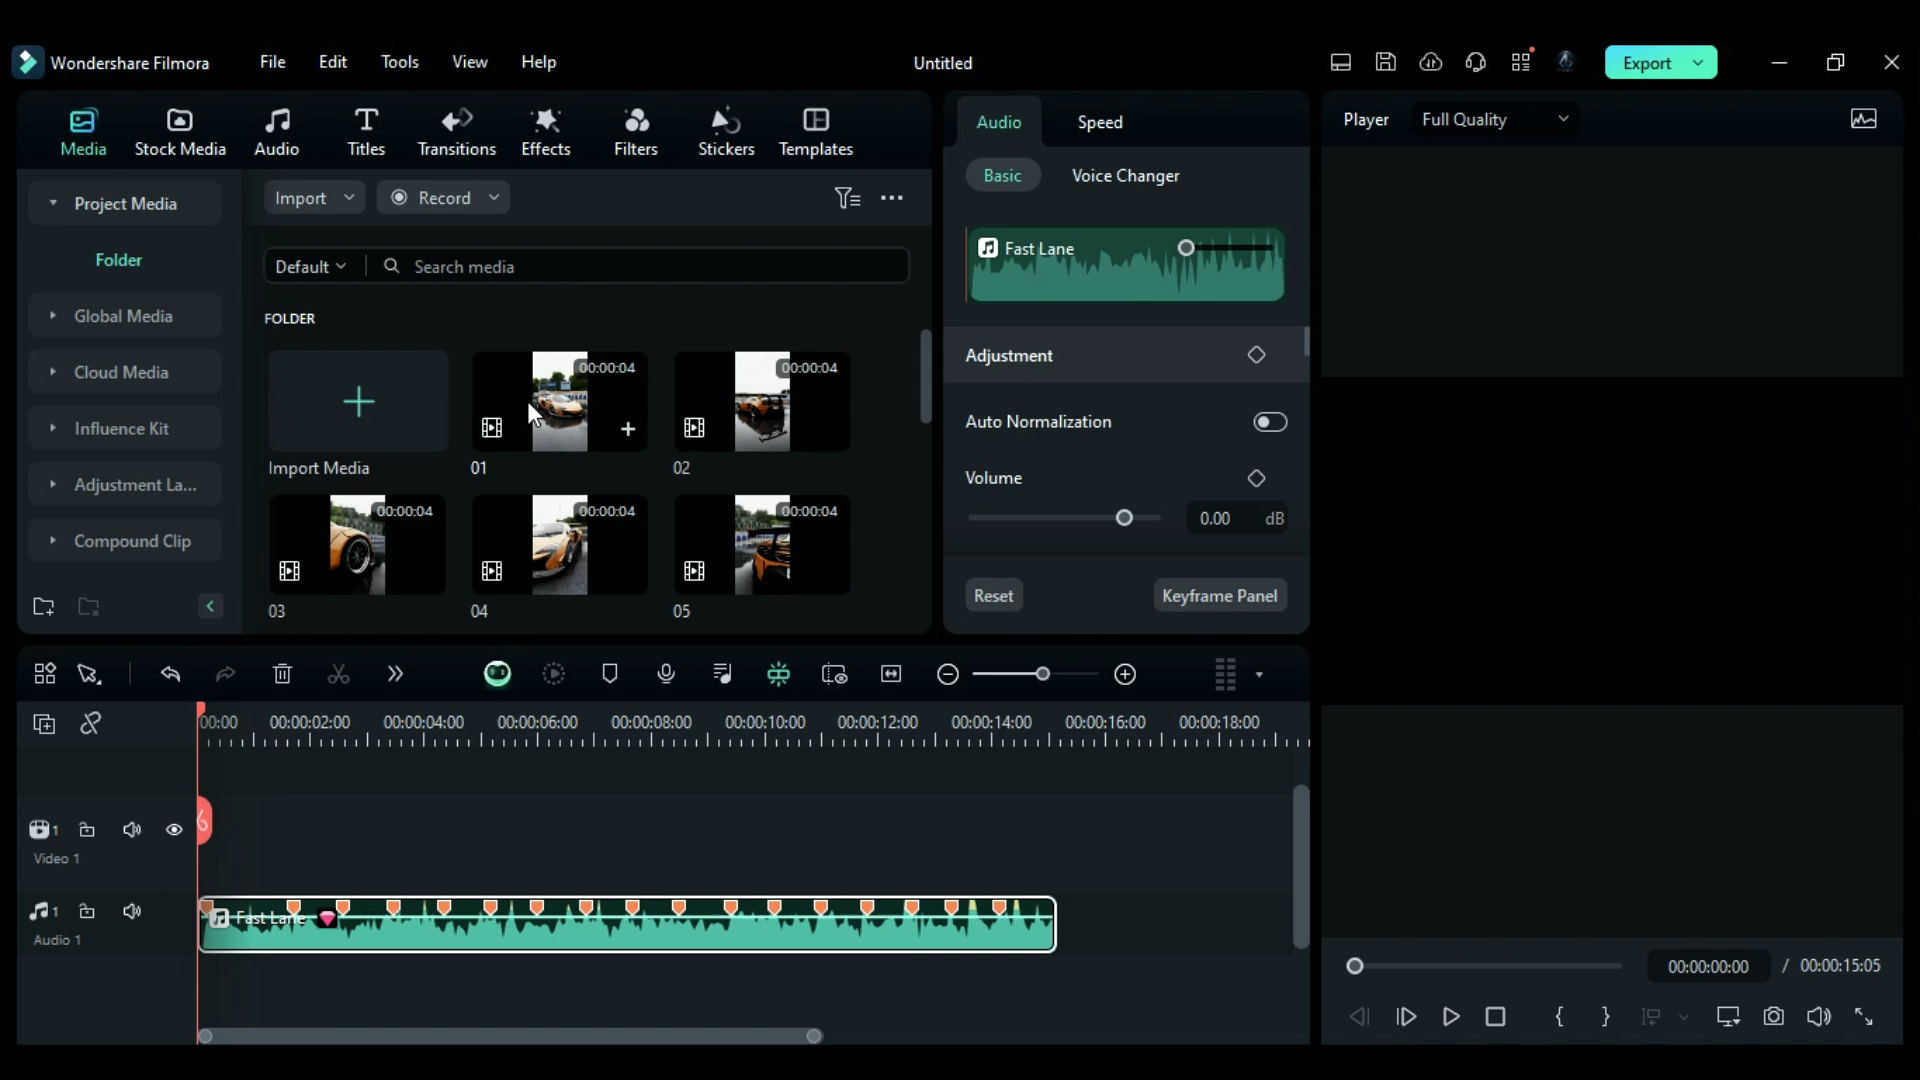 Wondershare Filmora File Edit Tools View Help Untitled Export
Media Stock Media Audio Titles Transitions Effects Filters Stickers Templates
Project Media
Folder
Global Media
Cloud Media
Influence Kit
Adjustment La...
Compound Clip
Import Record
Default Search media
FOLDER
Import Media
00:00:04
01
00:00:04
02
00:00:04
03
00:00:04
04
00:00:04
05
Audio Speed
Basic Voice Changer
Fast Lane
Adjustment
Auto Normalization
Volume
0.00 dB
Reset Keyframe Panel
Player Full Quality
00:00:00:00 / 00:00:15:05
00:00 00:00:02:00 00:00:04:00 00:00:06:00 00:00:08:00 00:00:10:00 00:00:12:00 00:00:14:00 00:00:16:00 00:00:18:00
1
Video 1
1
Audio 1
Fast Lane